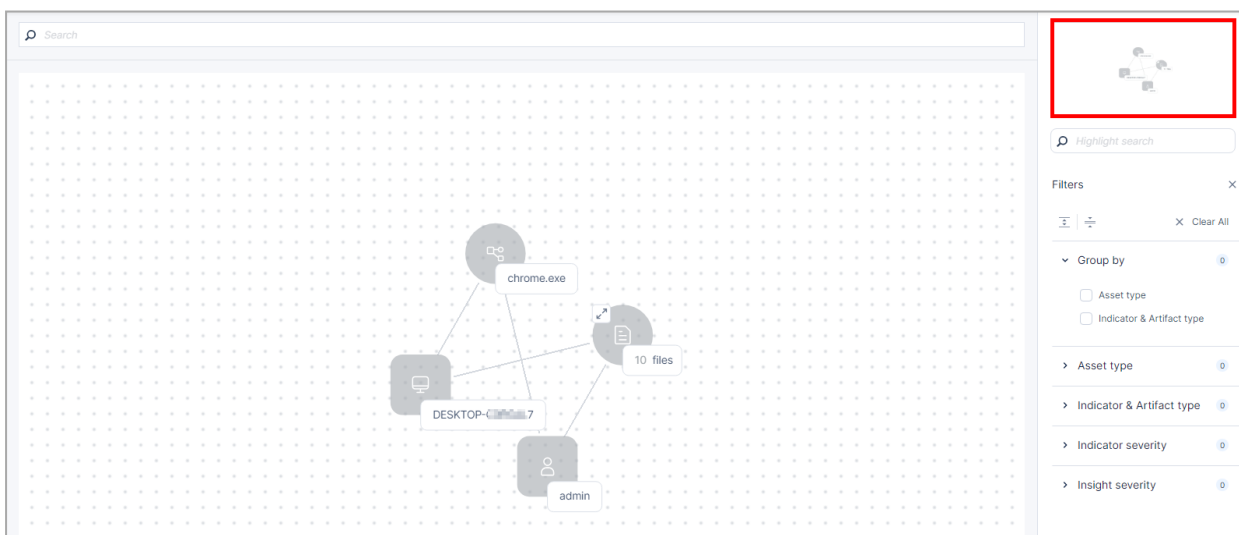 Search
Highlight search
Filters
Clear All
Group by 0
Asset type
Indicator & Artifact type
Asset type 0
Indicator & Artifact type 0
Indicator severity 0
Insight severity 0
chrome.exe
10 files
DESKTOP- 7
admin